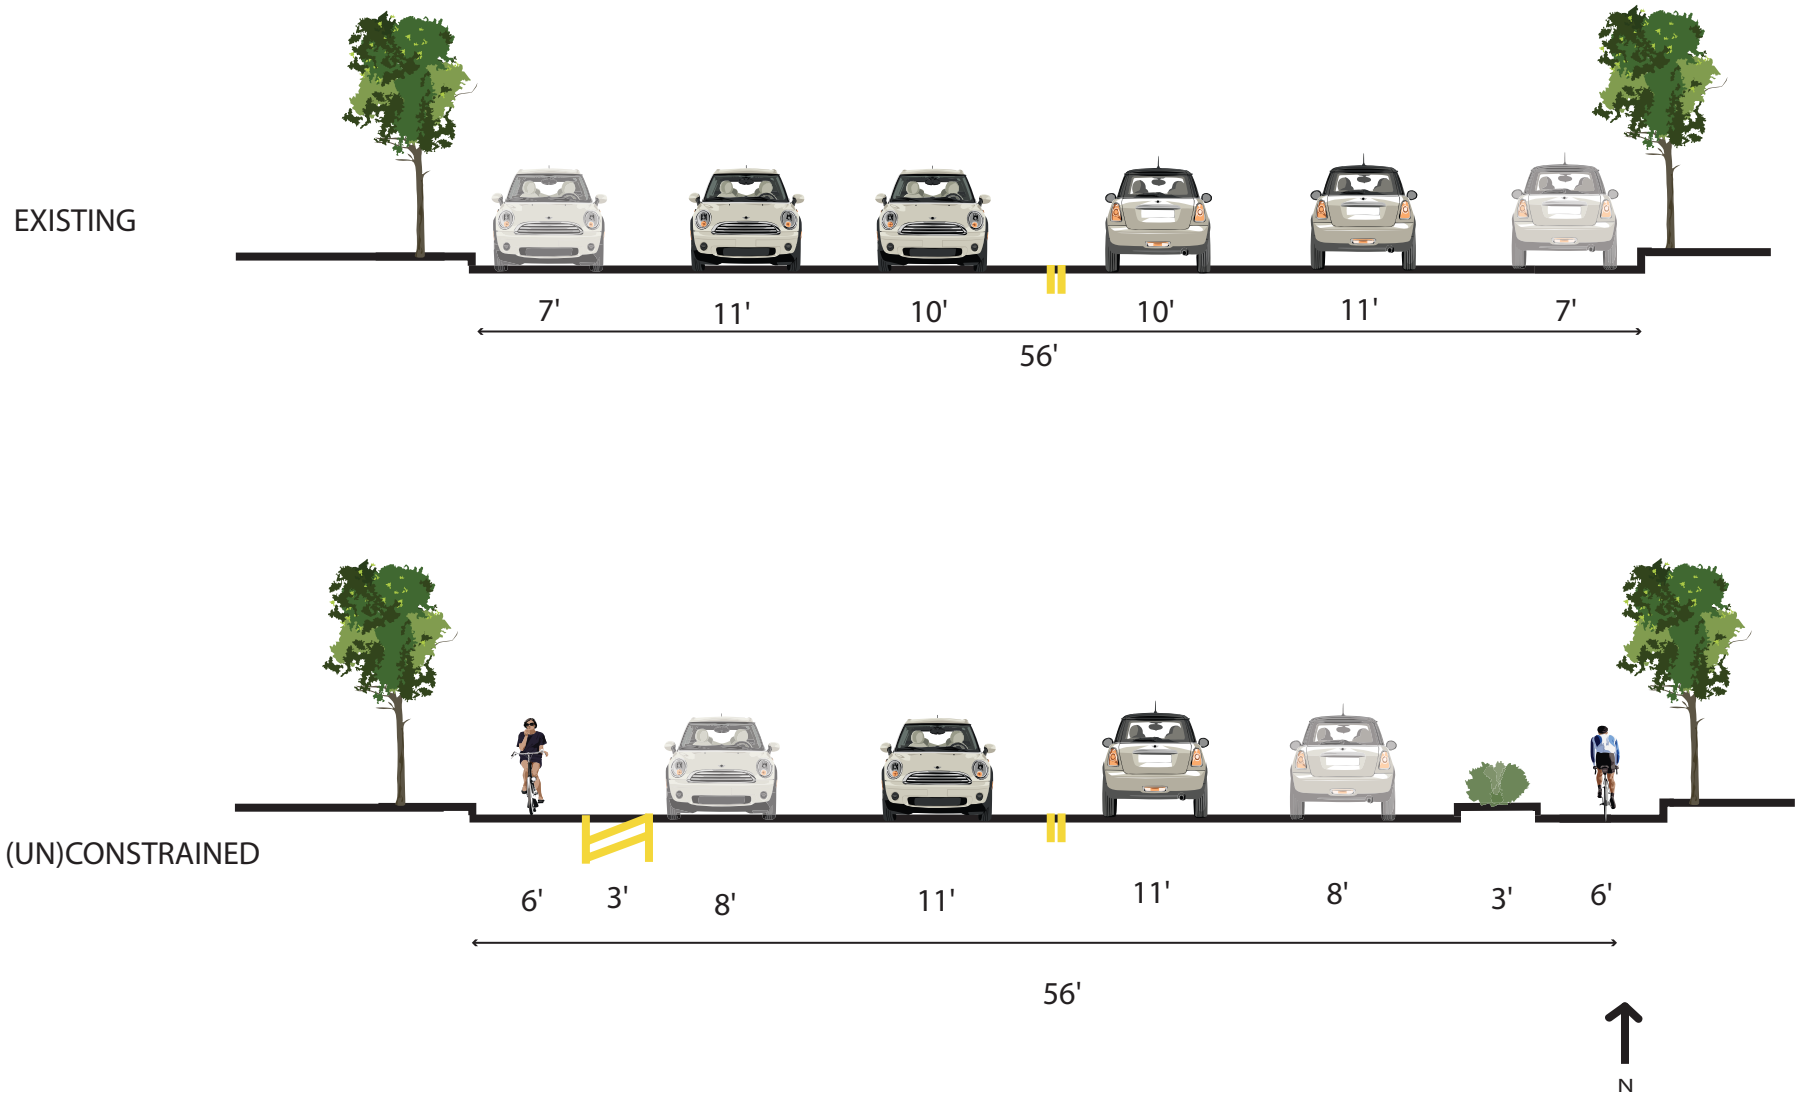 EXISTING
7' 11' 10' 10' 11' 7'
56'
(UN)CONSTRAINED
6' 3' 8' 11' 11' 8' 3' 6'
56'
N